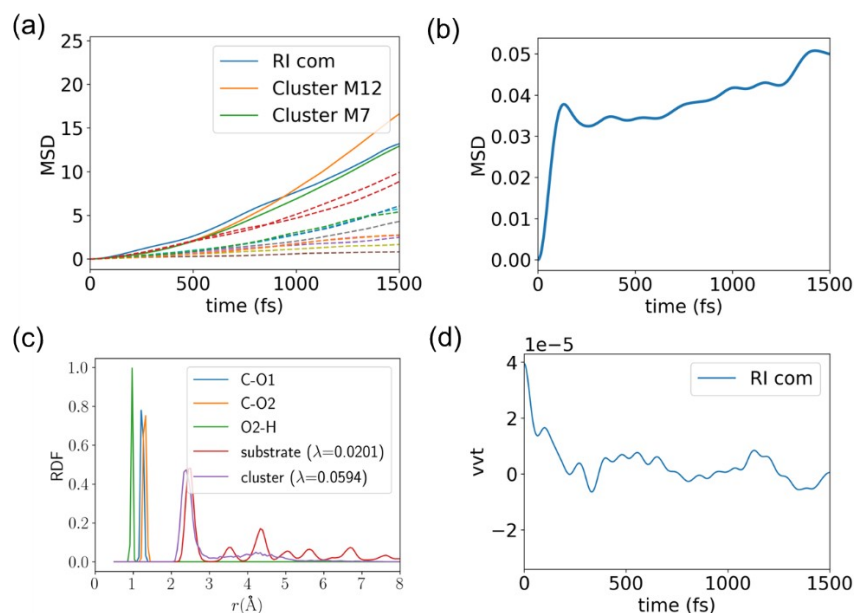 (a)
25
20
15
10
5
0
MSD
RI com
Cluster M12
Cluster M7
0 500 1000 1500
time (fs)
(b)
0.05
0.04
0.03
0.02
0.01
0.00
MSD
0 500 1000 1500
time (fs)
(c)
1.0
0.8
0.6
0.4
0.2
0.0
RDF
C-O1
C-O2
O2-H
substrate (λ=0.0201)
cluster (λ=0.0594)
0 1 2 3 4 5 6 7 8
r(Å)
(d)
1e-5
4
2
0
−2
vvt
RI com
0 500 1000 1500
time (fs)